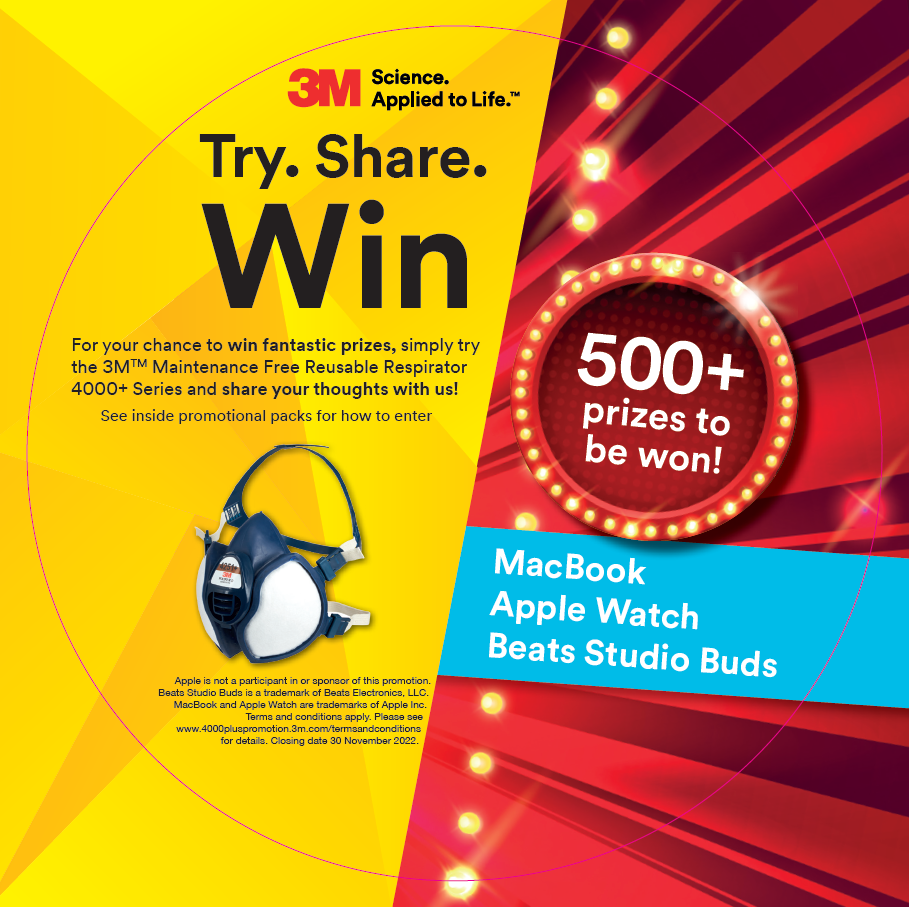 3M Science.
Applied to Life.™
Try. Share.
Win
For your chance to win fantastic prizes, simply try
the 3M™ Maintenance Free Reusable Respirator
4000+ Series and share your thoughts with us!
See inside promotional packs for how to enter
500+
prizes to
be won!
MacBook
Apple Watch
Beats Studio Buds
3M
Apple is not a participant in or sponsor of this promotion.
Beats Studio Buds is a trademark of Beats Electronics, LLC.
MacBook and Apple Watch are trademarks of Apple Inc.
Terms and conditions apply. Please see
www.4000pluspromotion.3m.com/termsandconditions
for details. Closing date 30 November 2022.